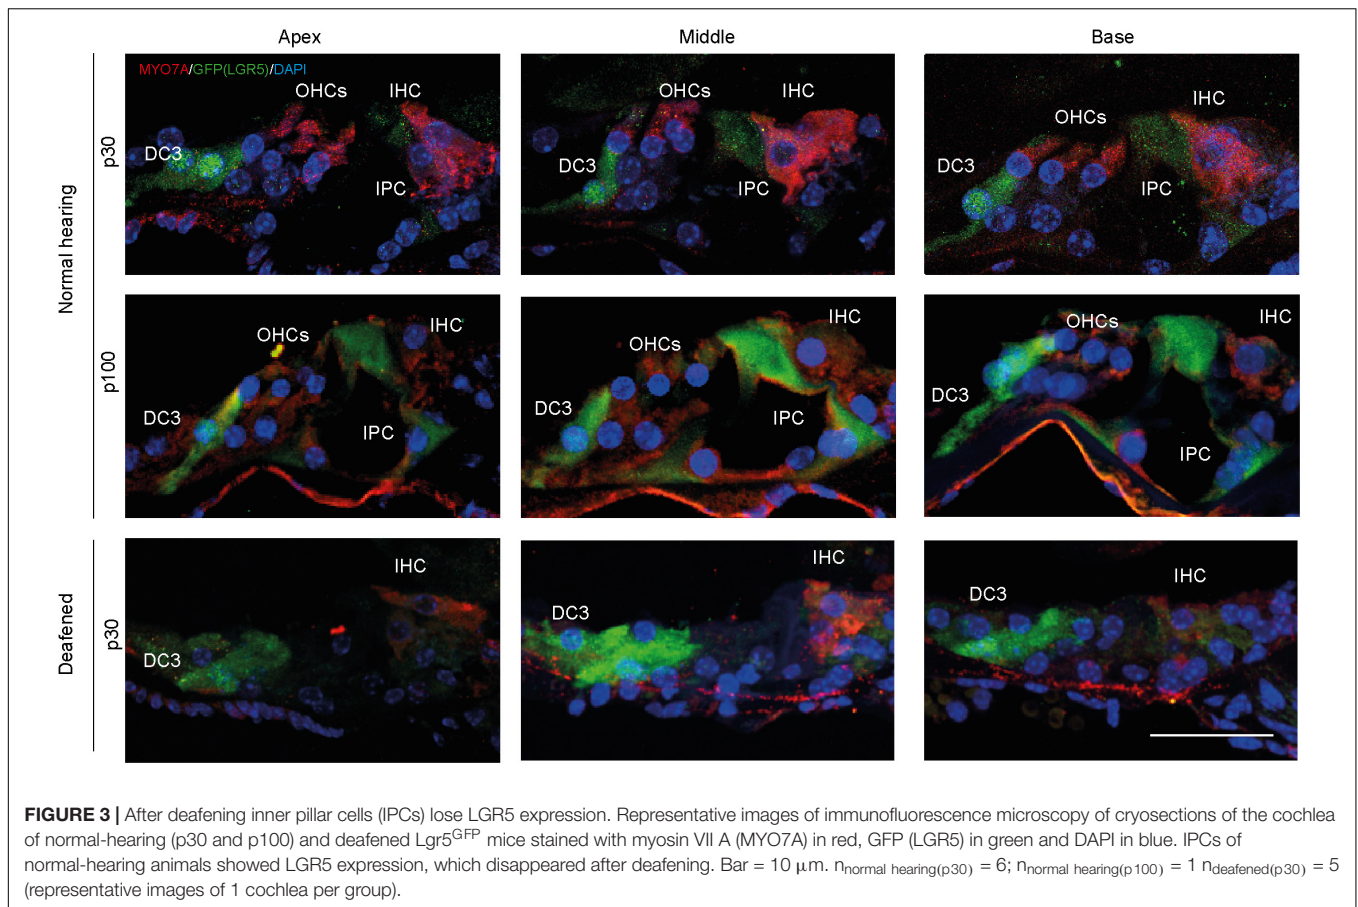 Apex
Middle
Base
Normal hearing
p30
MYO7A/GFP(LGR5)/DAPI
OHCs
IHC
DC3
IPC
OHCs
IHC
DC3
IPC
OHCs
IHC
DC3
IPC
p100
OHCs
IHC
DC3
IPC
OHCs
IHC
DC3
IPC
OHCs
IHC
DC3
IPC
Deafened
p30
IHC
DC3
IHC
DC3
IHC
DC3
FIGURE 3 | After deafening inner pillar cells (IPCs) lose LGR5 expression. Representative images of immunofluorescence microscopy of cryosections of the cochlea
of normal-hearing (p30 and p100) and deafened Lgr5GFP mice stained with myosin VII A (MYO7A) in red, GFP (LGR5) in green and DAPI in blue. IPCs of
normal-hearing animals showed LGR5 expression, which disappeared after deafening. Bar = 10 μm. nnormal hearing(p30) = 6; nnormal hearing(p100) = 1 ndeafened(p30) = 5
(representative images of 1 cochlea per group).